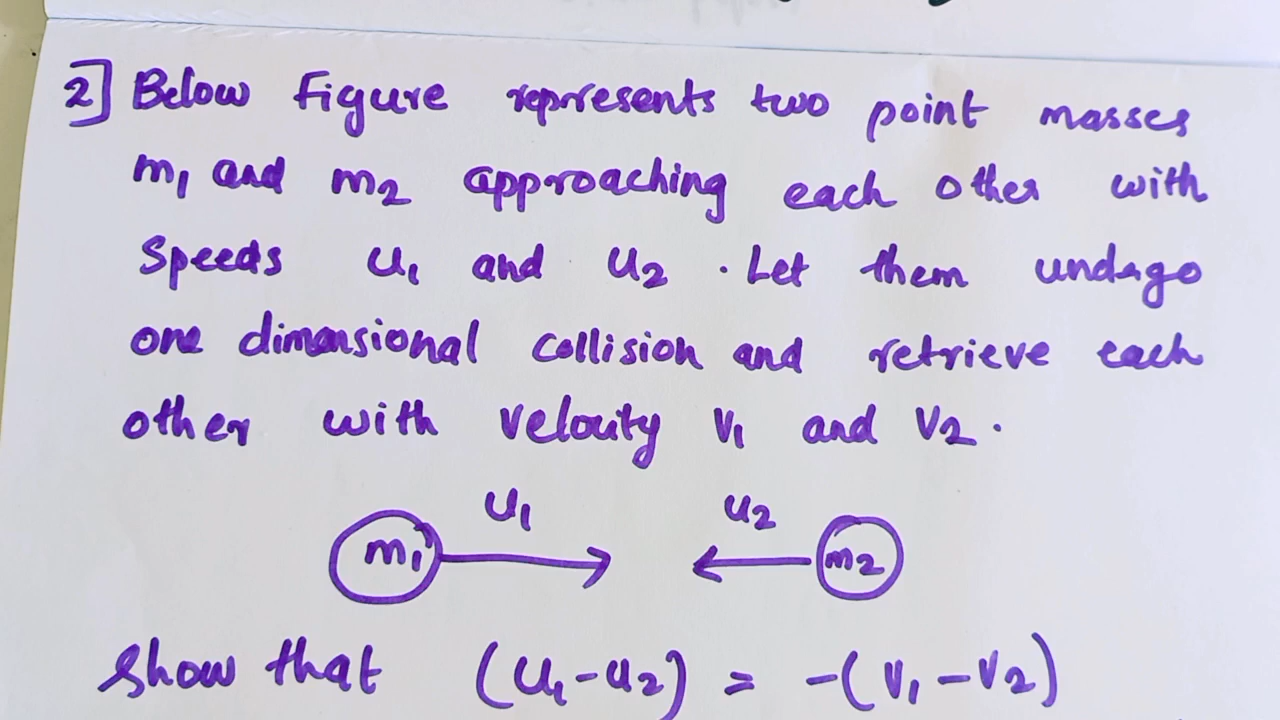 2] Below Figure represents two point masses
m1 and m2 approaching each other with
speeds u1 and u2. Let them undergo
one dimensional collision and retrieve each
other with velocity v1 and v2.
u1 u2
m1 m2
show that (u1-u2) = -(v1-v2)